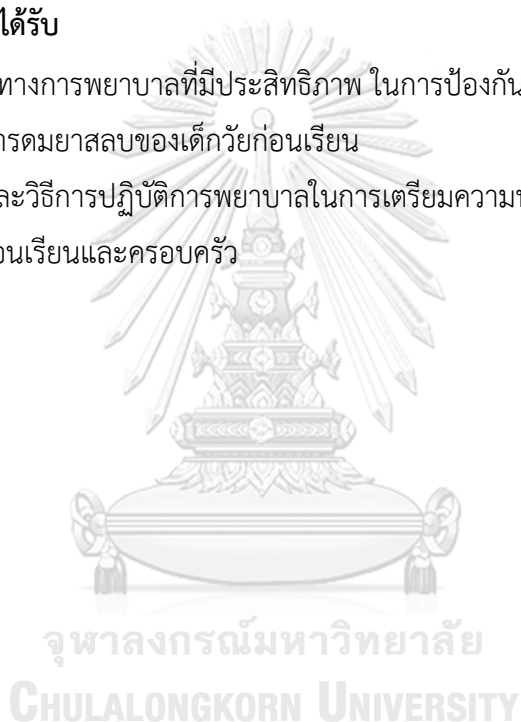 ได้รับ
ทางการพยาบาลที่มีประสิทธิภาพ ในการป้องกัน
ารดมยาสลบของเด็กวัยก่อนเรียน
ละวิธีการปฏิบัติการพยาบาลในการเตรียมความ
อนเรียนและครอบครัว
จุฬาลงกรณ์มหาวิทยาลัย
CHULALONGKORN UNIVERSITY